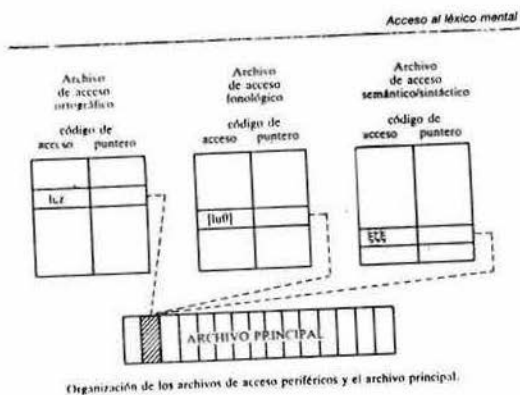 Acceso al léxico mental
Archivo
de acceso
ortográfico
código de
acceso puntero
luz
Archivo
de acceso
fonológico
código de
acceso puntero
[luθ]
Archivo
de acceso
semántico/sintáctico
código de
acceso puntero
ARCHIVO PRINCIPAL
Organización de los archivos de acceso periféricos y el archivo principal.